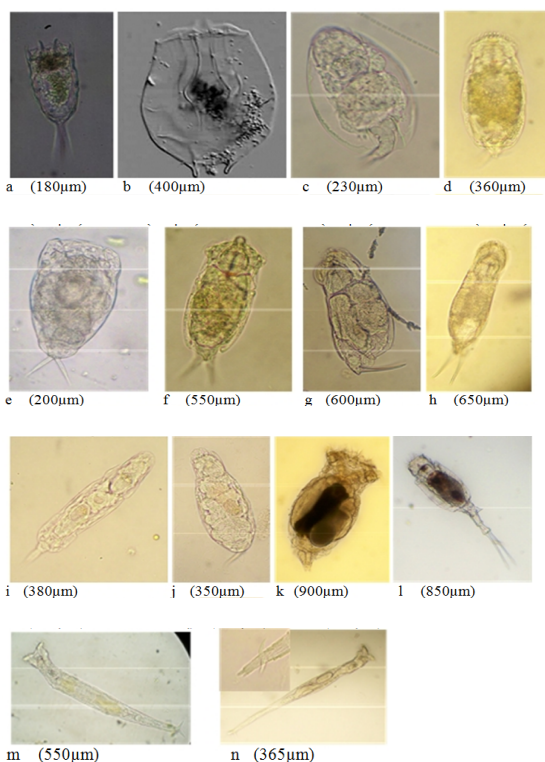 a (180µm) b (400µm) c (230µm) d (360µm)
e (200µm) f (550µm) g (600µm) h (650µm)
i (380µm) j (350µm) k (900µm) l (850µm)
m (550µm) n (365µm)